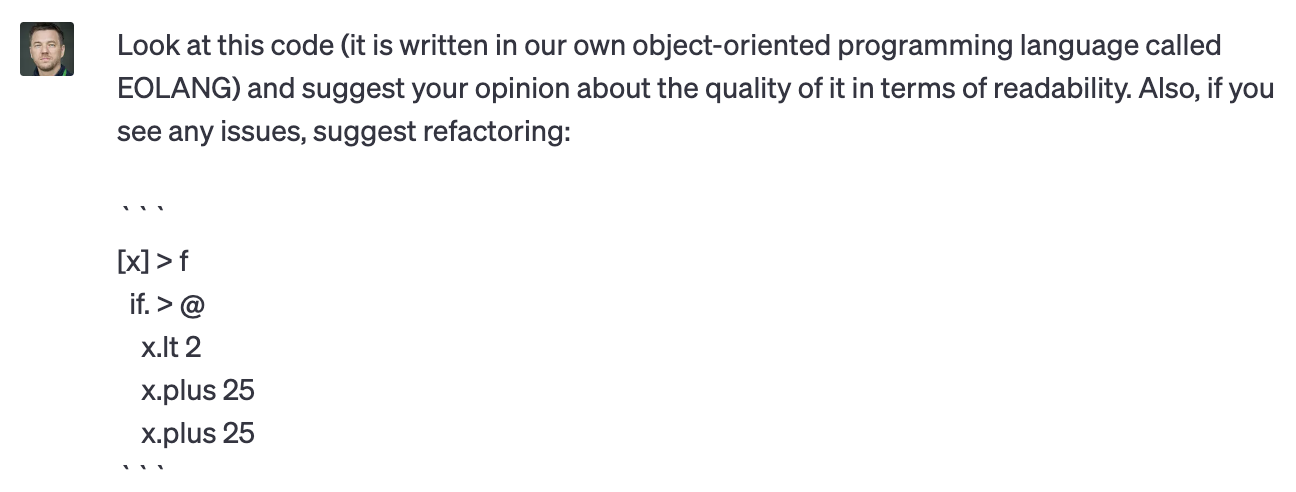 Look at this code (it is written in our own object-oriented programming language called
EOLANG) and suggest your opinion about the quality of it in terms of readability. Also, if you
see any issues, suggest refactoring:
```
[x] > f
  if. > @
    x.lt 2
    x.plus 25
    x.plus 25
```